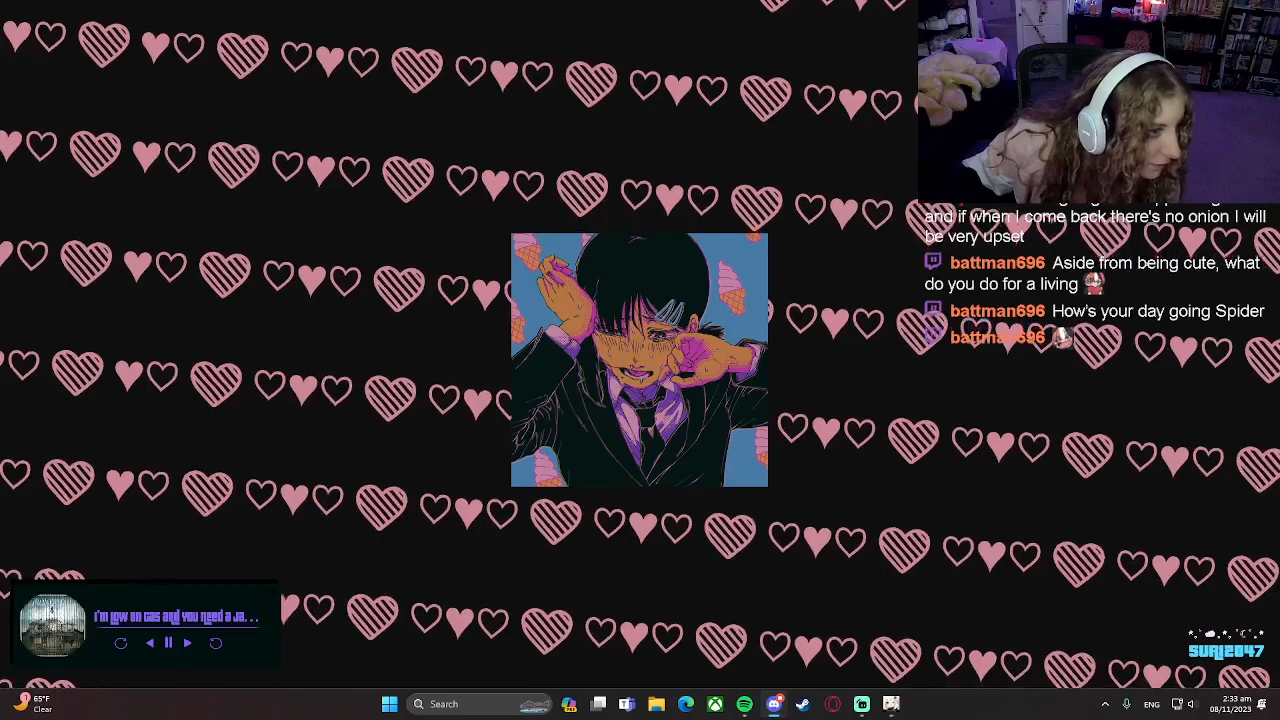 and if when I come back there's no onion I will
be very upset
battman696 Aside from being cute, what
do you do for a living
battman696 How's your day going Spider
battman696
I'm low on gas and you need a ja...
SURI2047
65°F
Clear
Search
ENG
2:33 am
08/11/2023